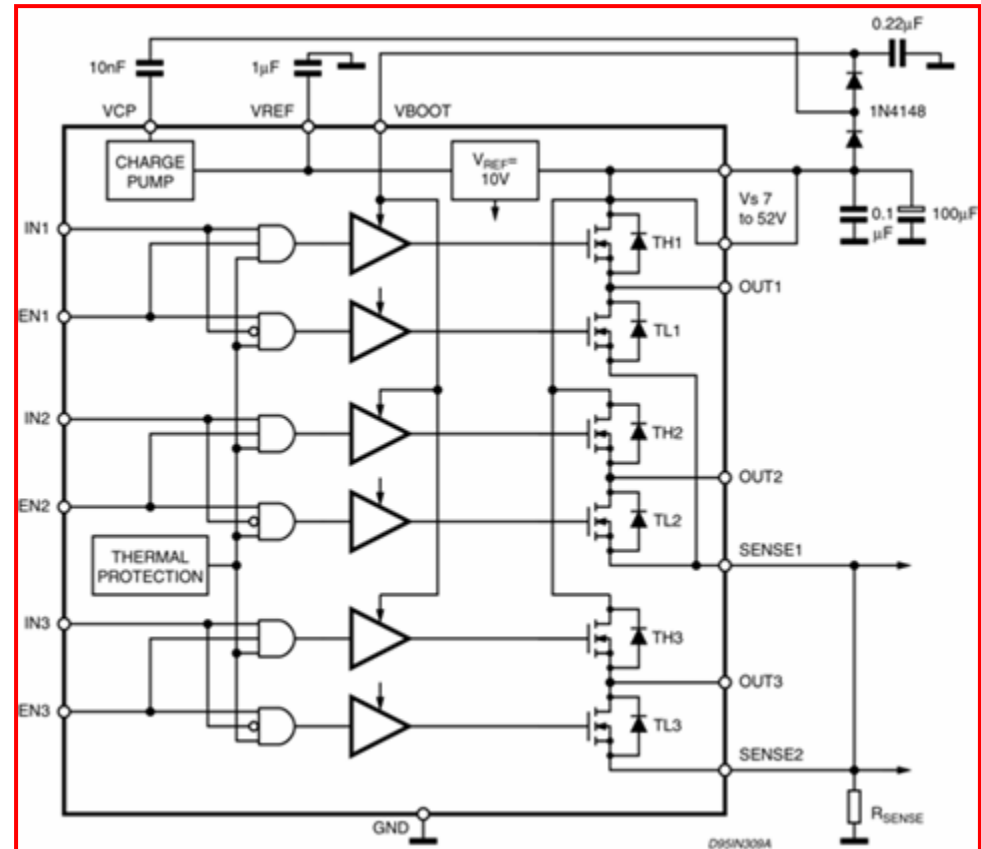 0.22µF
10nF
1µF
VCP
VREF
VBOOT
1N4148
CHARGE
PUMP
VREF=
10V
Vs 7
to 52V
0.1
µF
100µF
IN1
TH1
OUT1
EN1
TL1
IN2
TH2
OUT2
EN2
TL2
SENSE1
THERMAL
PROTECTION
IN3
TH3
OUT3
EN3
TL3
SENSE2
RSENSE
GND
D95IN309A